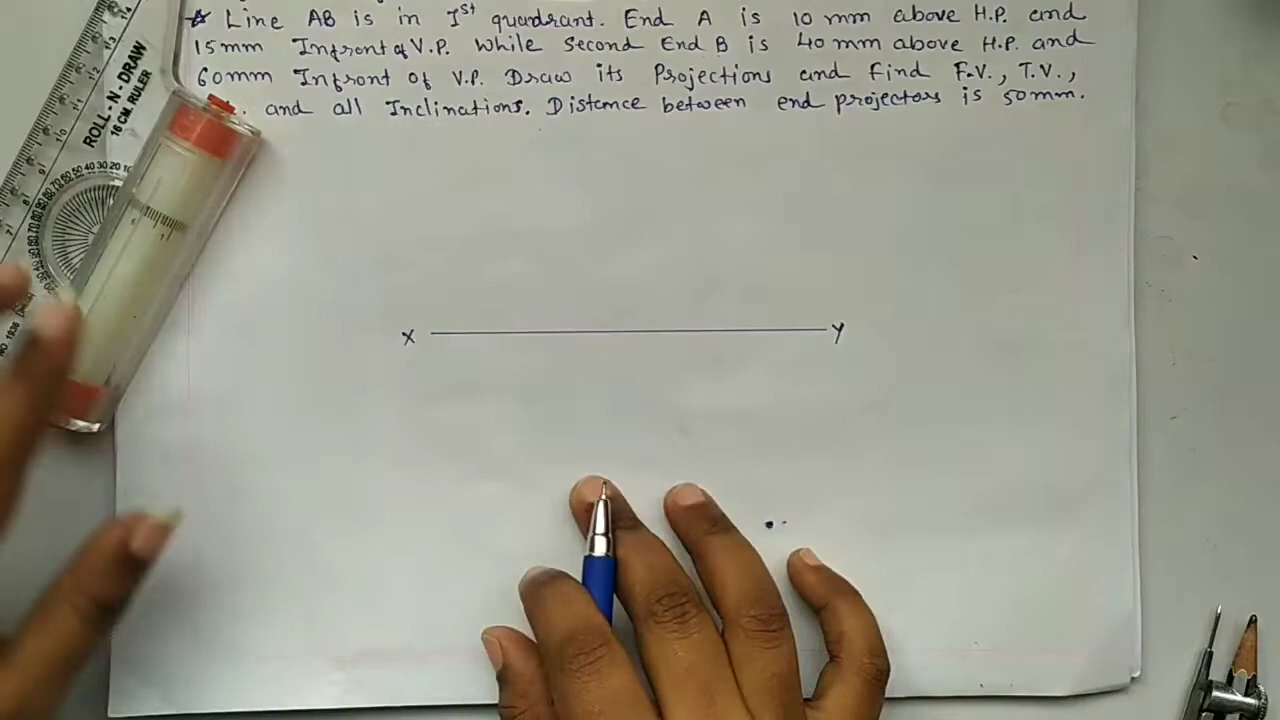 Line AB is in Ist quadrant. End A is 10 mm above H.P. and
15mm Infront of V.P. While Second End B is 40 mm above H.P. and
60mm Infront of V.P. Draw its Projections and find F.V., T.V.,
and all Inclinations. Distance between end projectors is 50mm.
X Y
ROLL-N-DRAW
16 CM. RULER